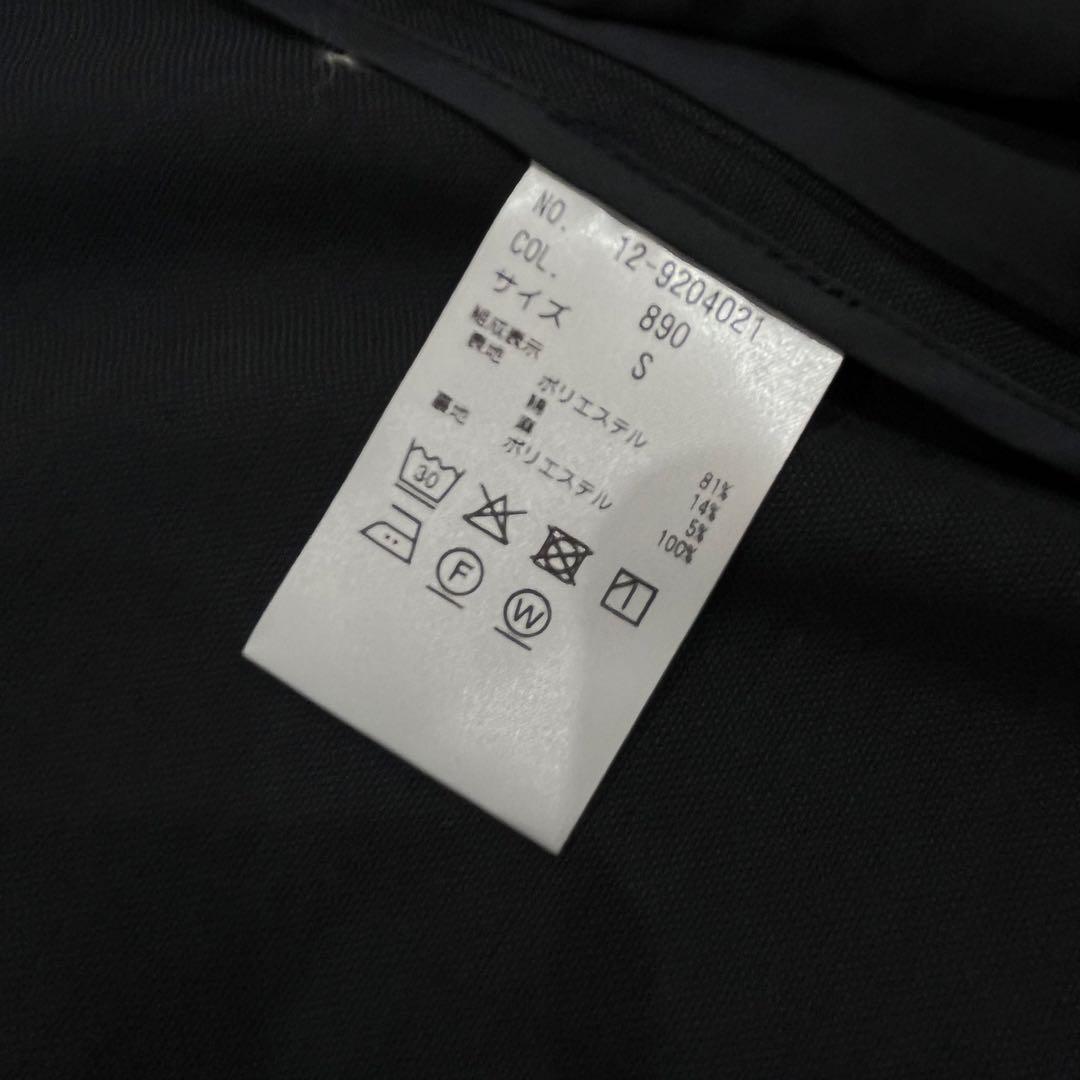 NO. 12-9204021
COL. 890
サイズ S
組成表示
表地 ポリエステル 81%
綿 14%
麻 5%
裏地 ポリエステル 100%
30
F
W